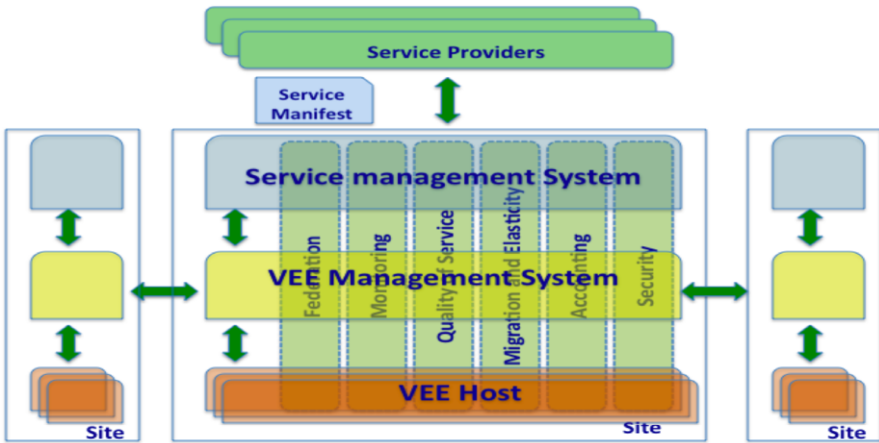 Service Providers
Service
Manifest
Service management System
Federation
Monitoring
Quality of Service
Migration and Elasticity
Accounting
Security
VEE Management System
VEE Host
Site
Site
Site